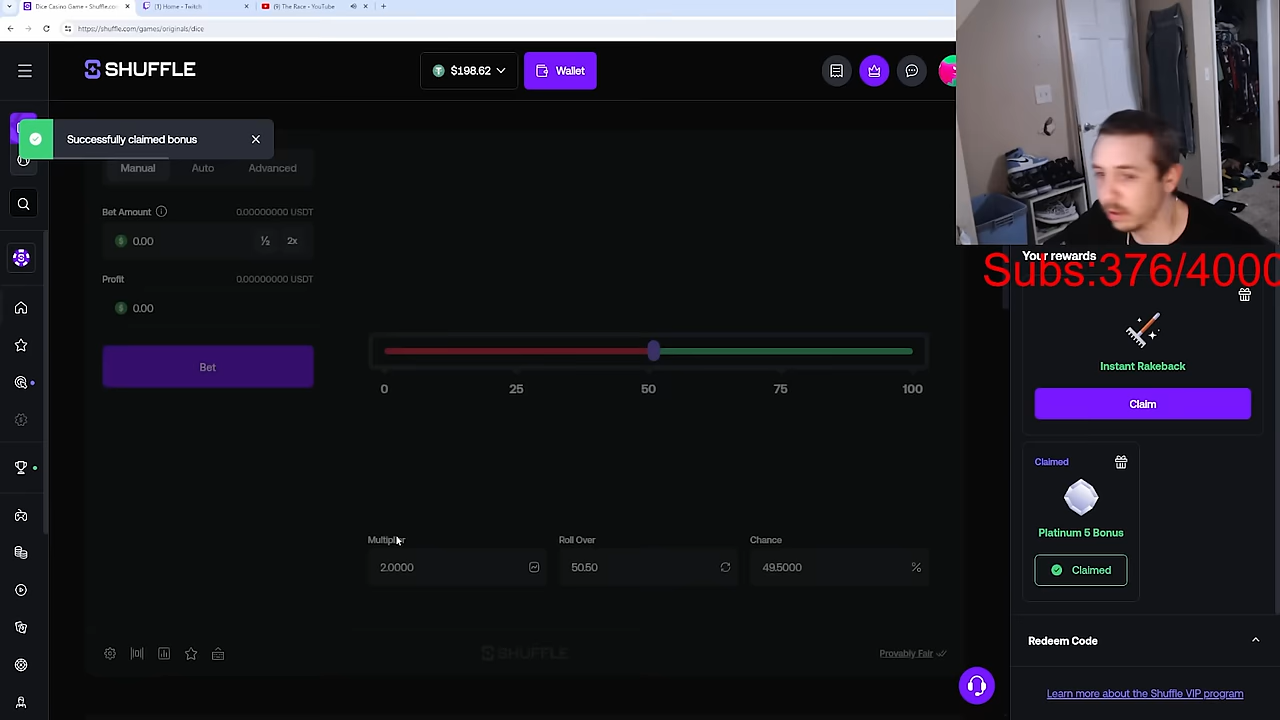 Dice Casino Game - Shuffle.co
(1) Home - Twitch
(9) The Race - YouTube
https://shuffle.com/games/originals/dice
SHUFFLE
$198.62
Wallet
Successfully claimed bonus
Manual
Auto
Advanced
Bet Amount
0.00000000 USDT
0.00
½
2x
Profit
0.00000000 USDT
0.00
Bet
0
25
50
75
100
Multiplier
Roll Over
Chance
2.0000
50.50
49.5000
%
SHUFFLE
Provably Fair
Your rewards
Subs:376/4000
Instant Rakeback
Claim
Claimed
Platinum 5 Bonus
Claimed
Redeem Code
Learn more about the Shuffle VIP program